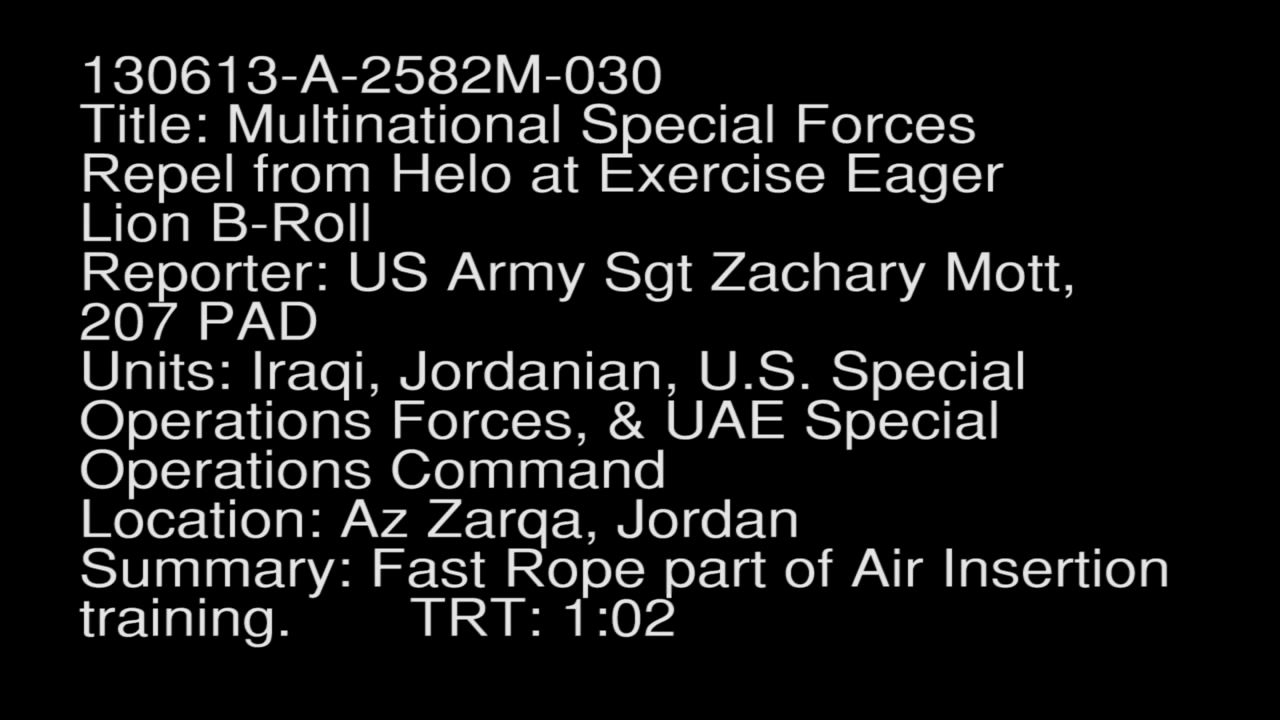 130613-A-2582M-030
Title: Multinational Special Forces
Repel from Helo at Exercise Eager
Lion B-Roll
Reporter: US Army Sgt Zachary Mott,
207 PAD
Units: Iraqi, Jordanian, U.S. Special
Operations Forces, & UAE Special
Operations Command
Location: Az Zarqa, Jordan
Summary: Fast Rope part of Air Insertion
training. TRT: 1:02